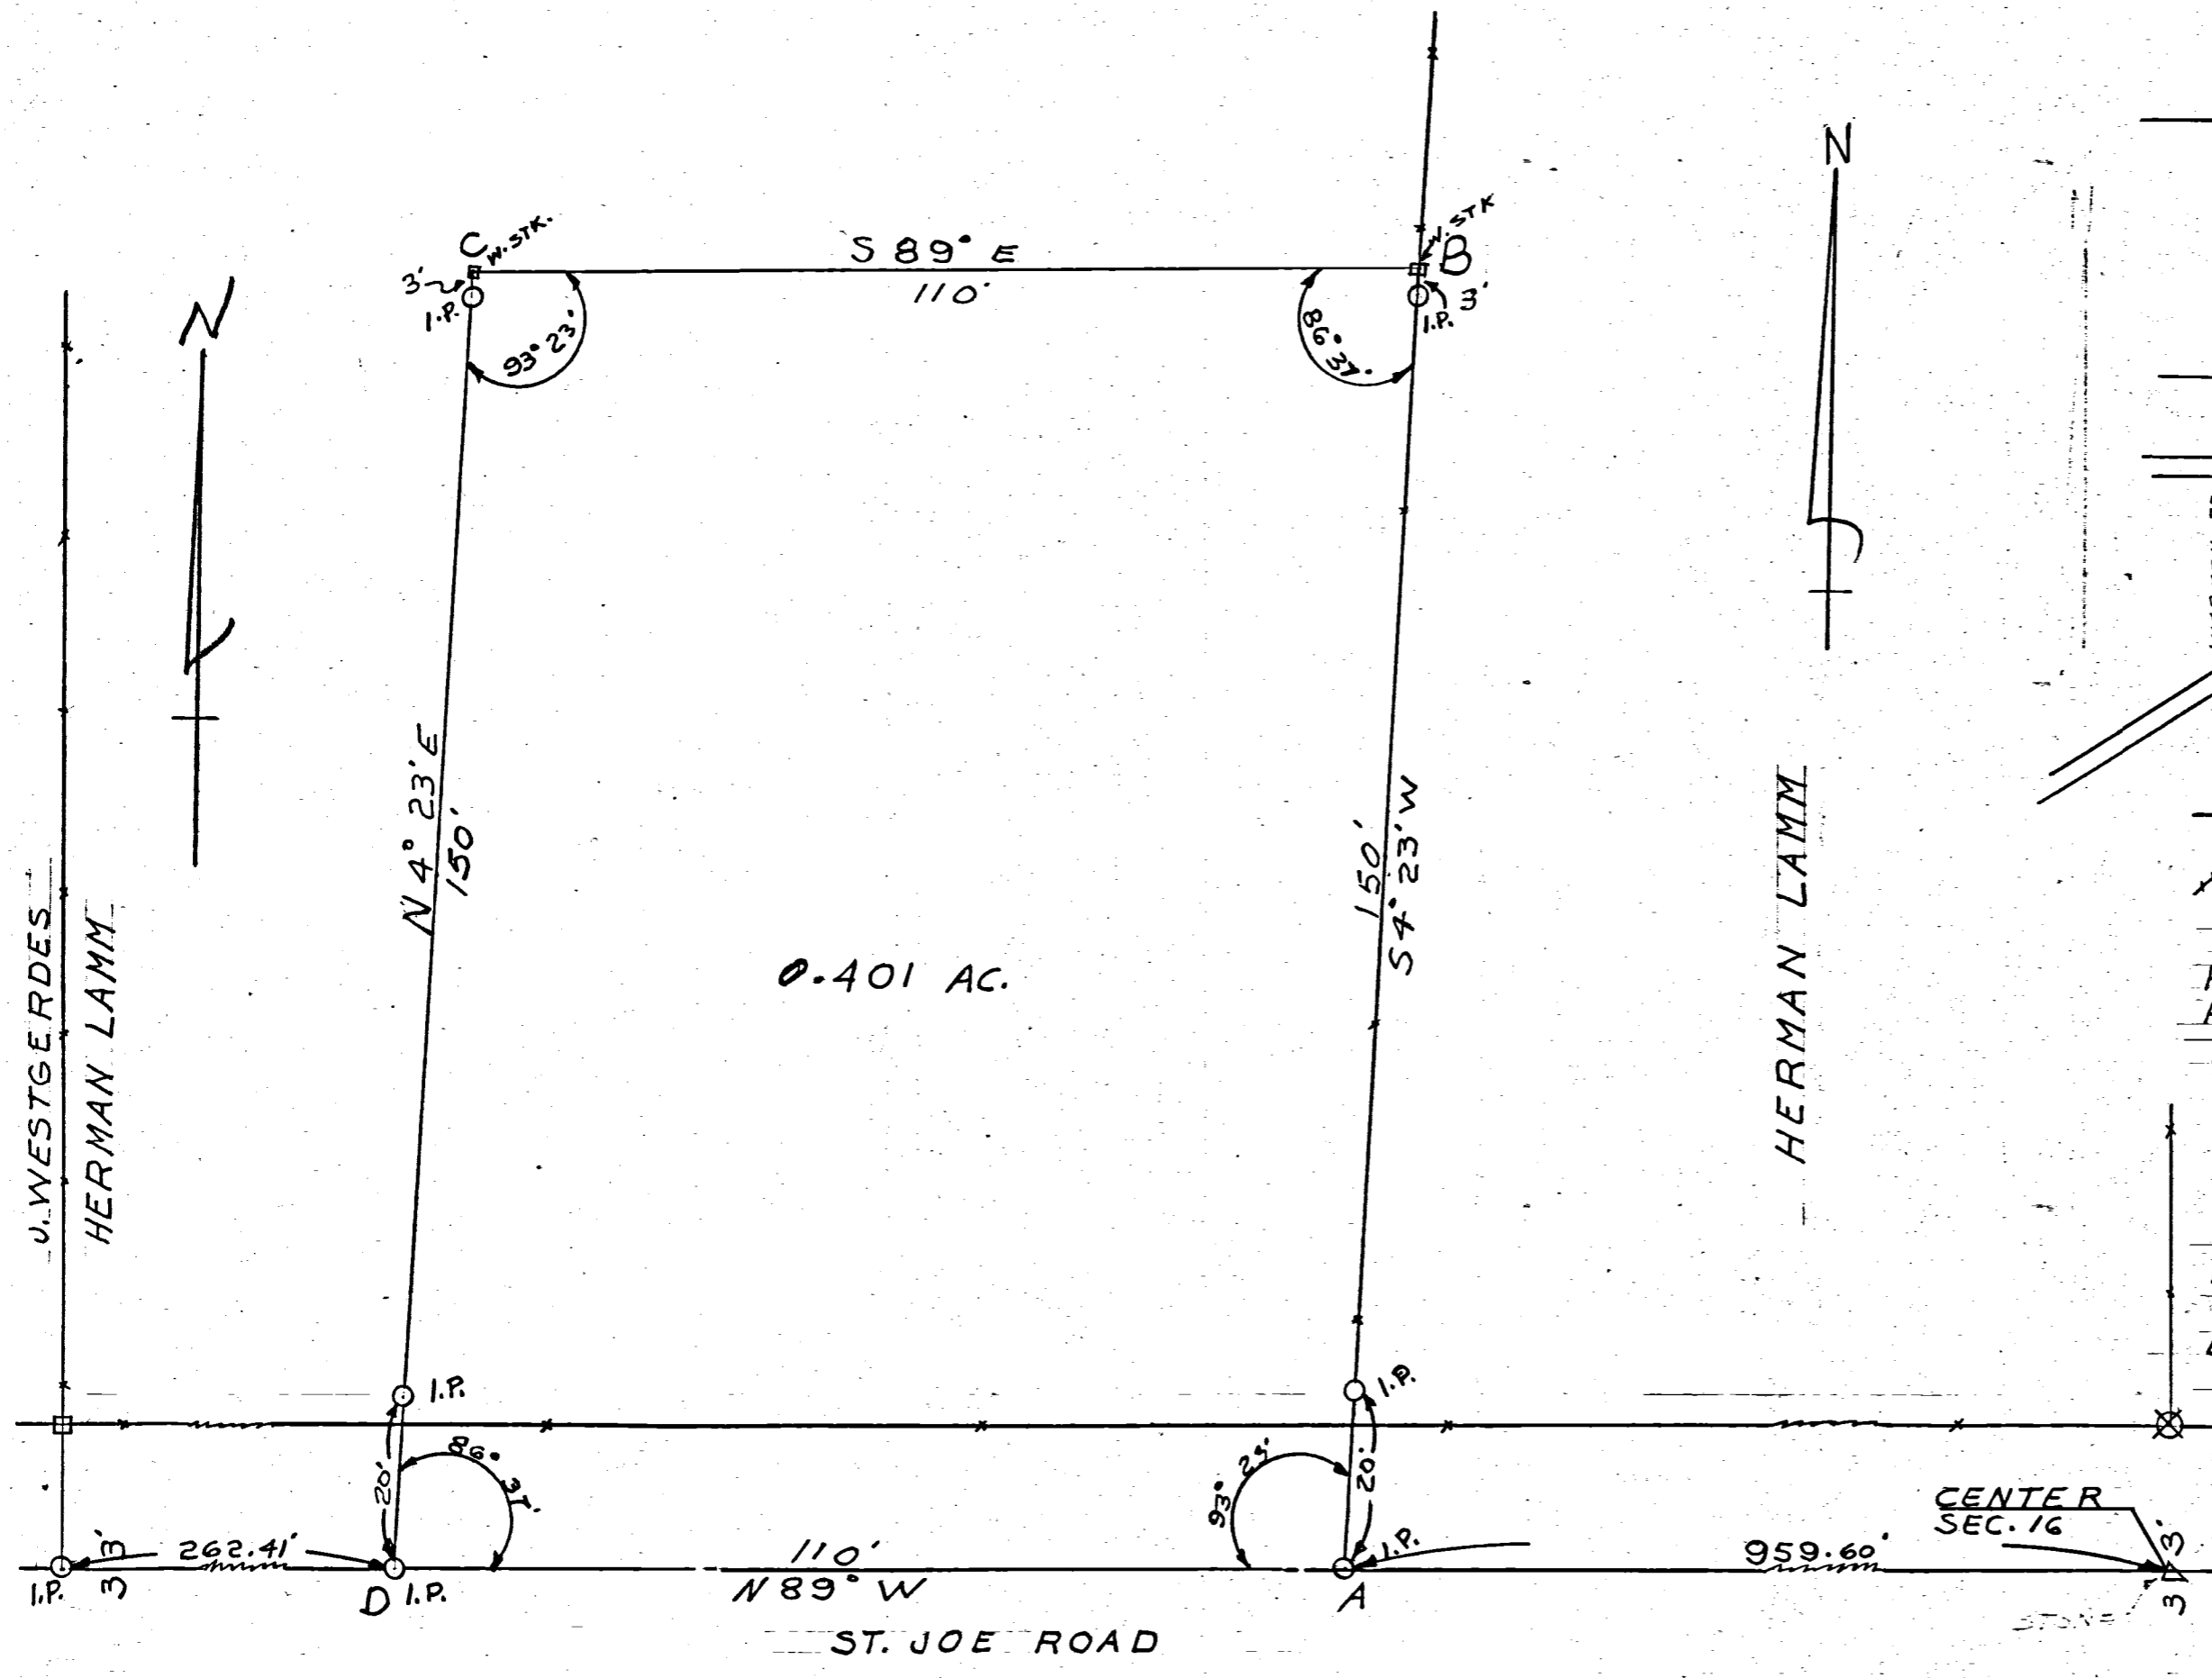 N
N
C
W. STK.
S 89° E
110'
W. STK
B
3'
I.P.
93° 23'
86° 37'
I.P.
3'
N 4° 23' E
150'
150'
S 4° 23' W
0.401 AC.
J. WESTGERDES
HERMAN LAMM
HERMAN LAMM
I.P.
I.P.
20'
86° 37'
93° 23'
20'
CENTER
SEC. 16
I.P.
3'
3
262.41'
D I.P.
110'
N 89° W
I.P.
A
959.60'
3'
3
STONE
ST. JOE ROAD